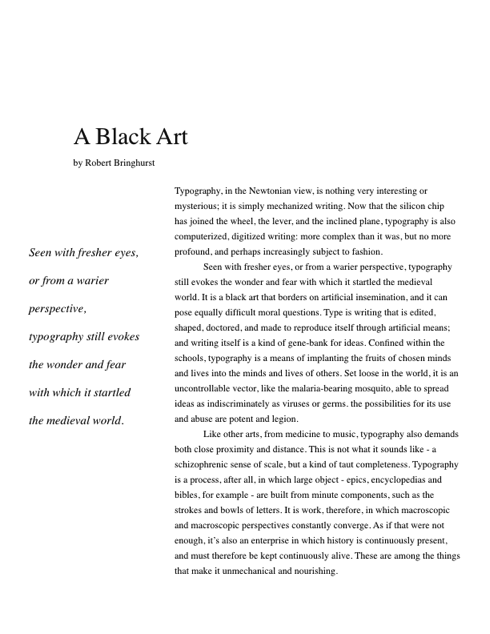 A Black Art
by Robert Bringhurst
Seen with fresher eyes,
or from a warier
perspective,
typography still evokes
the wonder and fear
with which it startled
the medieval world.
Typography, in the Newtonian view, is nothing very interesting or
mysterious; it is simply mechanized writing. Now that the silicon chip
has joined the wheel, the lever, and the inclined plane, typography is also
computerized, digitized writing: more complex than it was, but no more
profound, and perhaps increasingly subject to fashion.
Seen with fresher eyes, or from a warier perspective, typography
still evokes the wonder and fear with which it startled the medieval
world. It is a black art that borders on artificial insemination, and it can
pose equally difficult moral questions. Type is writing that is edited,
shaped, doctored, and made to reproduce itself through artificial means;
and writing itself is a kind of gene-bank for ideas. Confined within the
schools, typography is a means of implanting the fruits of chosen minds
and lives into the minds and lives of others. Set loose in the world, it is an
uncontrollable vector, like the malaria-bearing mosquito, able to spread
ideas as indiscriminately as viruses or germs. the possibilities for its use
and abuse are potent and legion.
Like other arts, from medicine to music, typography also demands
both close proximity and distance. This is not what it sounds like - a
schizophrenic sense of scale, but a kind of taut completeness. Typography
is a process, after all, in which large object - epics, encyclopedias and
bibles, for example - are built from minute components, such as the
strokes and bowls of letters. It is work, therefore, in which macroscopic
and macroscopic perspectives constantly converge. As if that were not
enough, it's also an enterprise in which history is continuously present,
and must therefore be kept continuously alive. These are among the things
that make it unmechanical and nourishing.